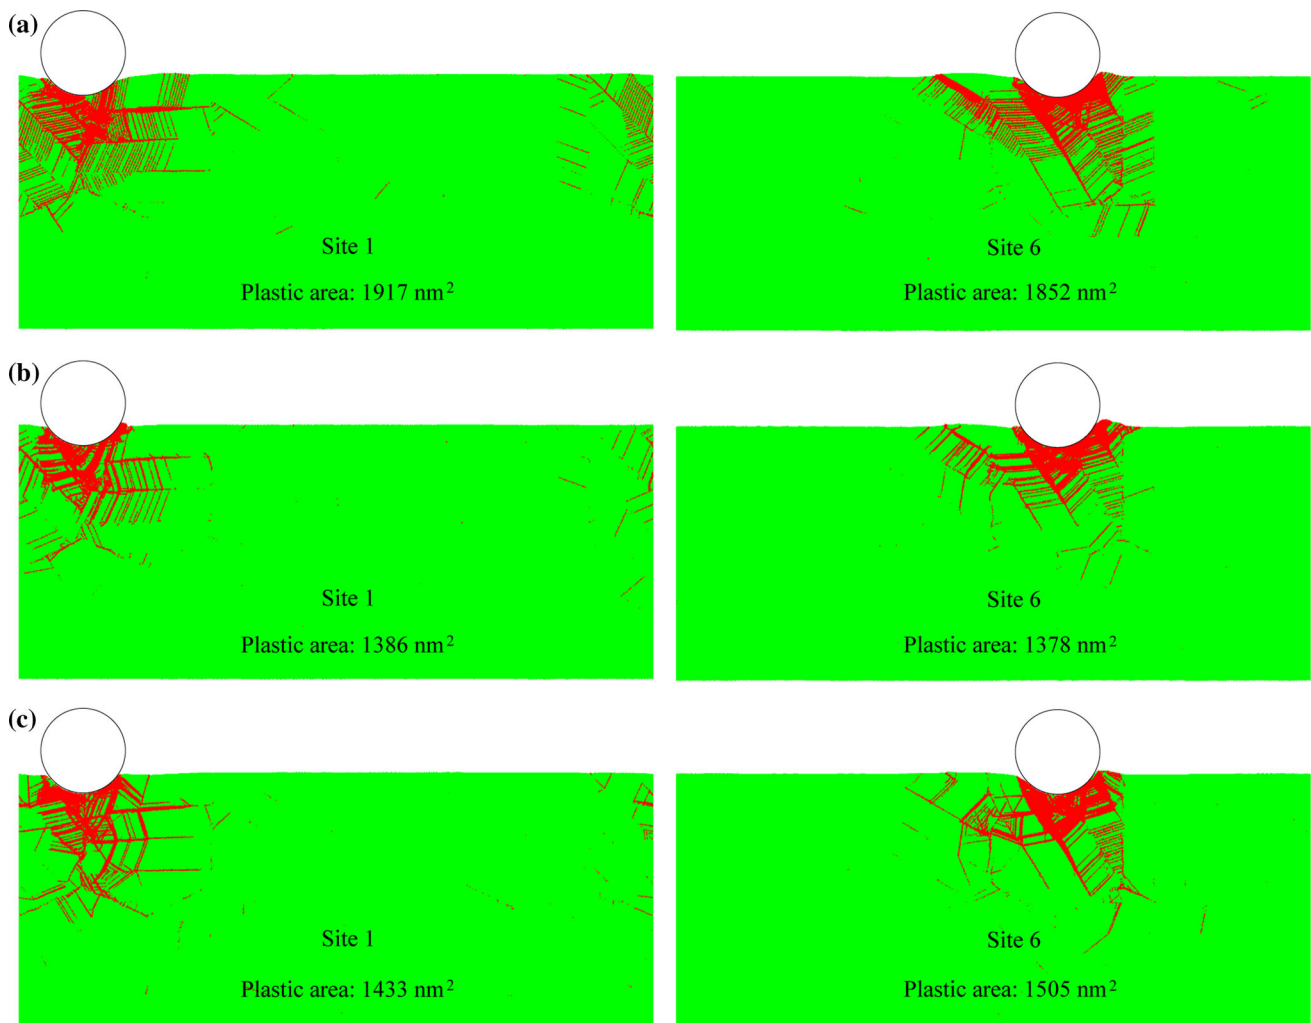 (a)
Site 1
Plastic area: 1917 nm²
Site 6
Plastic area: 1852 nm²
(b)
Site 1
Plastic area: 1386 nm²
Site 6
Plastic area: 1378 nm²
(c)
Site 1
Plastic area: 1433 nm²
Site 6
Plastic area: 1505 nm²